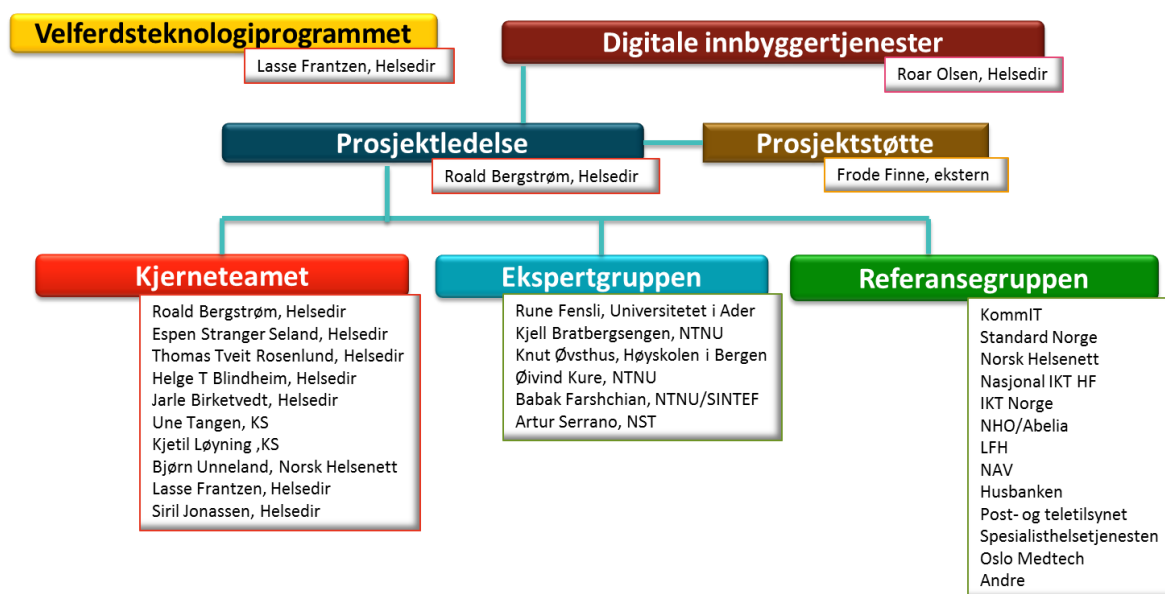 Velferdsteknologiprogrammet
Lasse Frantzen, Helsedir
Digitale innbyggertjenester
Roar Olsen, Helsedir
Prosjektledelse
Roald Bergstrøm, Helsedir
Prosjektstøtte
Frode Finne, ekstern
Kjerneteamet
Roald Bergstrøm, Helsedir
Espen Stranger Seland, Helsedir
Thomas Tveit Rosenlund, Helsedir
Helge T Blindheim, Helsedir
Jarle Birketvedt, Helsedir
Une Tangen, KS
Kjetil Løyning ,KS
Bjørn Unneland, Norsk Helsenett
Lasse Frantzen, Helsedir
Siril Jonassen, Helsedir
Ekspertgruppen
Rune Fensli, Universitetet i Ader
Kjell Bratbergsengen, NTNU
Knut Øvsthus, Høyskolen i Bergen
Øivind Kure, NTNU
Babak Farshchian, NTNU/SINTEF
Artur Serrano, NST
Referansegruppen
KommIT
Standard Norge
Norsk Helsenett
Nasjonal IKT HF
IKT Norge
NHO/Abelia
LFH
NAV
Husbanken
Post- og teletilsynet
Spesialisthelsetjenesten
Oslo Medtech
Andre